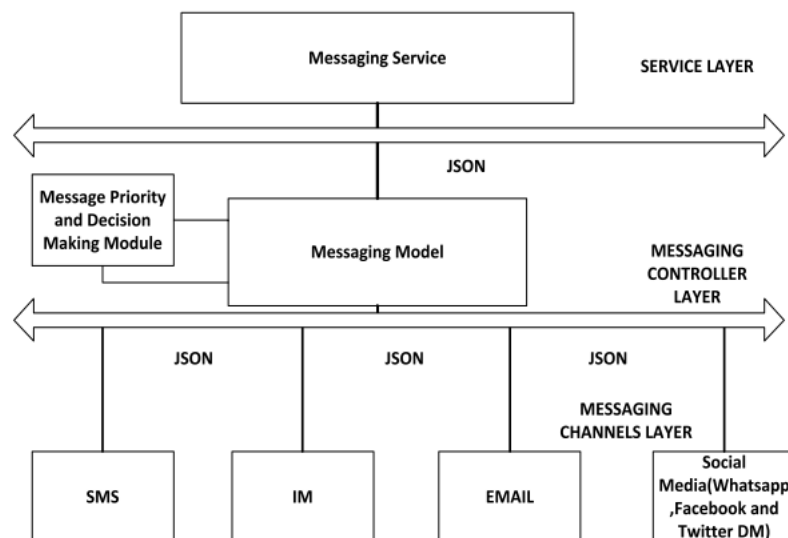 Messaging Service
SERVICE LAYER
JSON
Message Priority
and Decision
Making Module
Messaging Model
MESSAGING
CONTROLLER
LAYER
JSON
JSON
JSON
MESSAGING
CHANNELS LAYER
SMS
IM
EMAIL
Social
Media(Whatsapp
,Facebook and
Twitter DM)